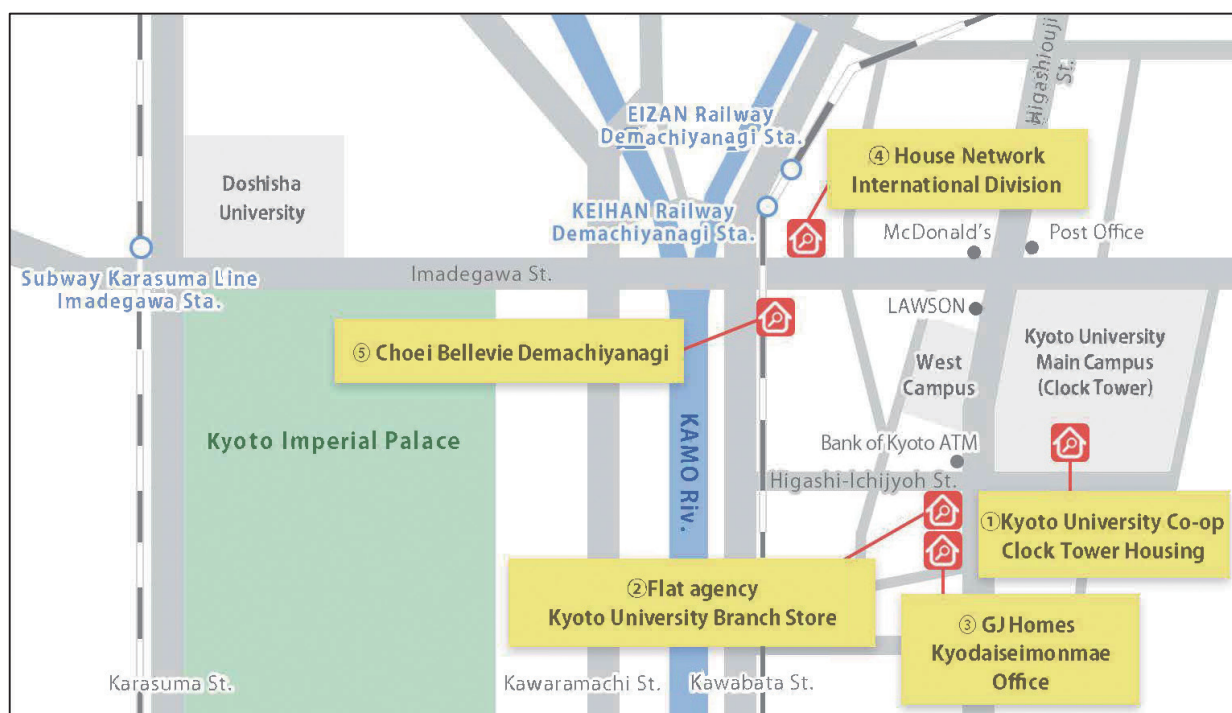 Higashiouji
St.
EIZAN Railway
Demachiyanagi Sta.
④ House Network
International Division
Doshisha
University
KEIHAN Railway
Demachiyanagi Sta.
McDonald's
Post Office
Subway Karasuma Line
Imadegawa Sta.
Imadegawa St.
LAWSON
⑤ Choei Bellevie Demachiyanagi
West
Campus
Kyoto University
Main Campus
(Clock Tower)
Kyoto Imperial Palace
KAMO Riv.
Bank of Kyoto ATM
Higashi-Ichijyoh St.
①Kyoto University Co-op
Clock Tower Housing
②Flat agency
Kyoto University Branch Store
③ GJ Homes
Kyodaiseimonmae
Office
Karasuma St.
Kawaramachi St.
Kawabata St.